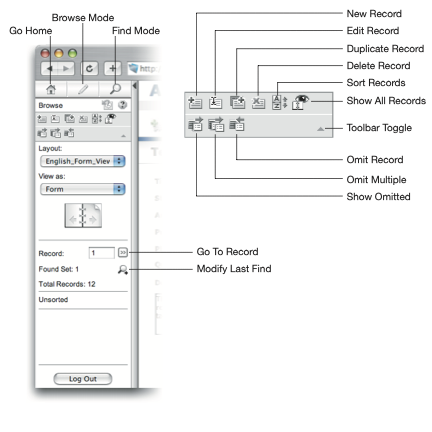 New Record
Browse Mode
Edit Record
Go Home
Find Mode
Duplicate Record
Delete Record
Sort Records
Show All Records
Toolbar Toggle
Omit Record
Omit Multiple
Show Omitted
http:
Browse
Layout:
English_Form_View
View as:
Form
Record: 1
Go To Record
Found Set: 1
Modify Last Find
Total Records: 12
Unsorted
Log Out